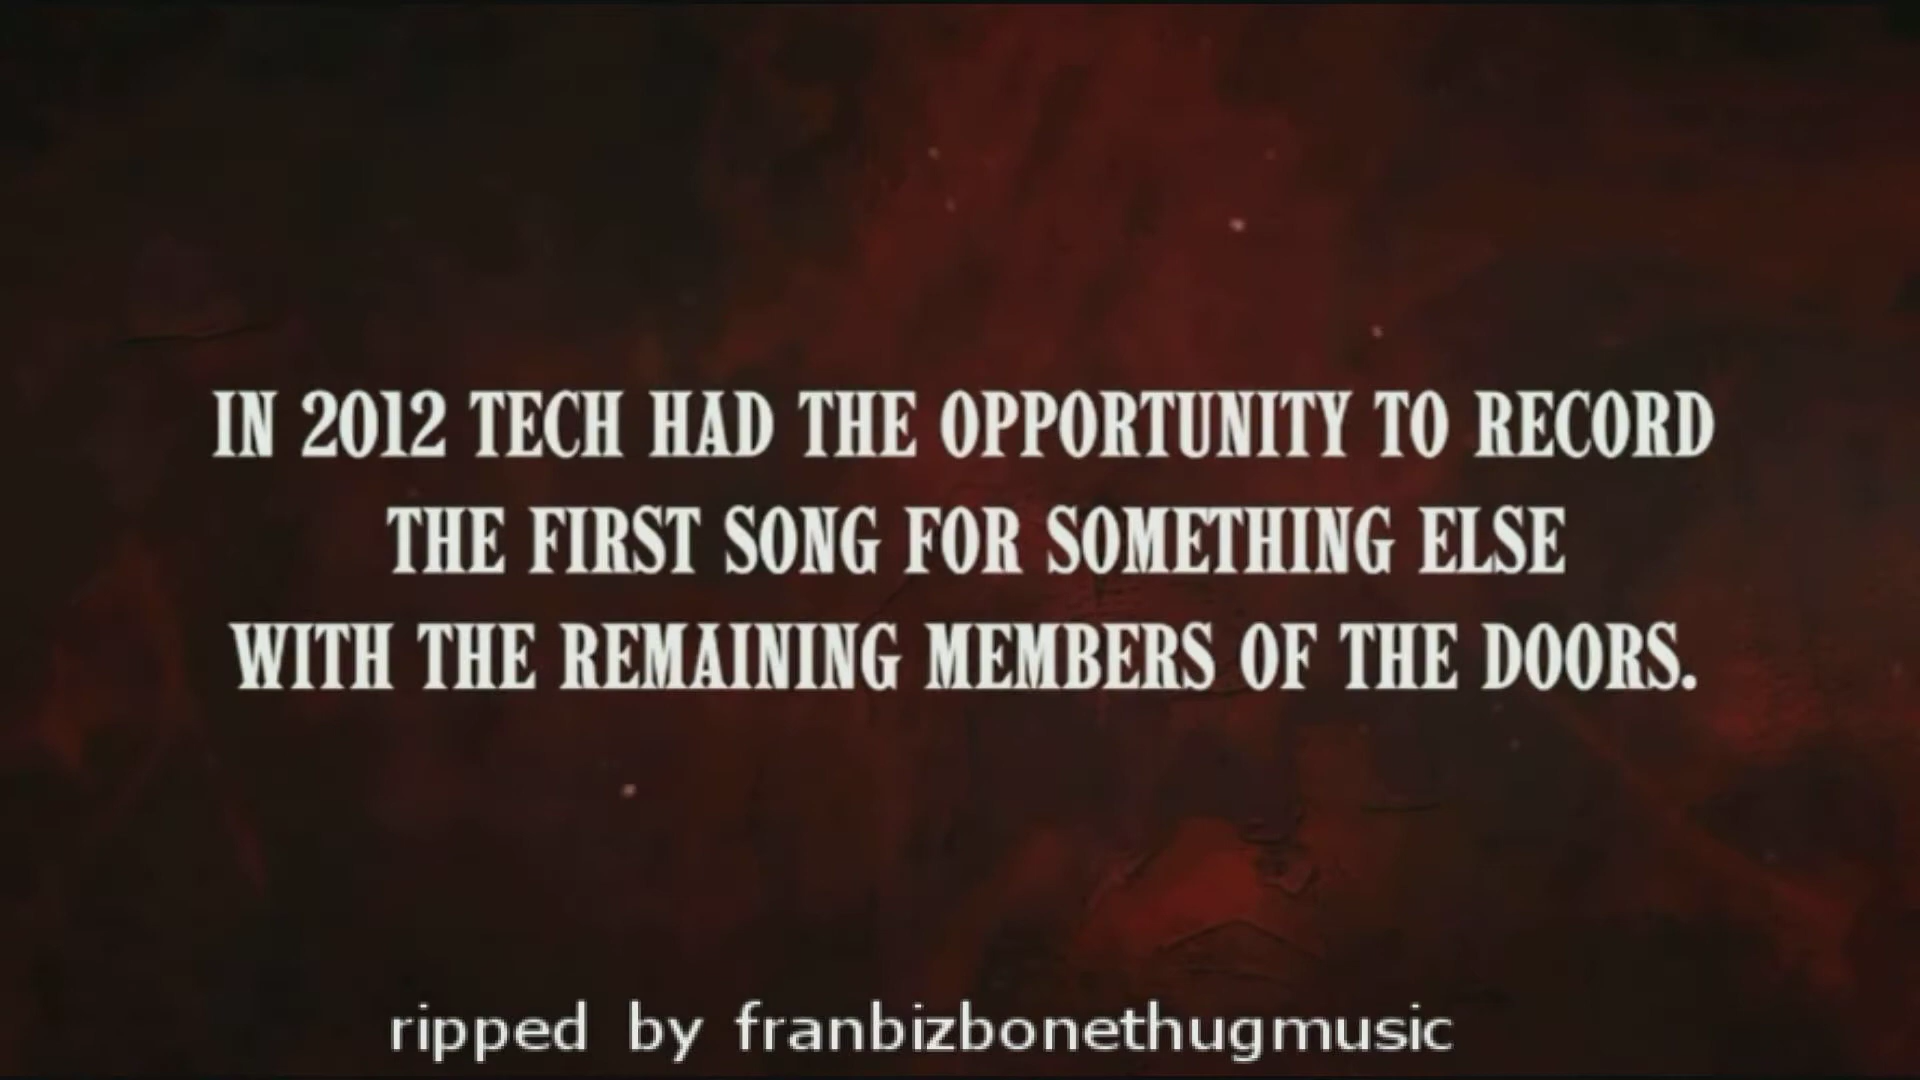 IN 2012 TECH HAD THE OPPORTUNITY TO RECORD
THE FIRST SONG FOR SOMETHING ELSE
WITH THE REMAINING MEMBERS OF THE DOORS.
ripped by franbizbonethugmusic